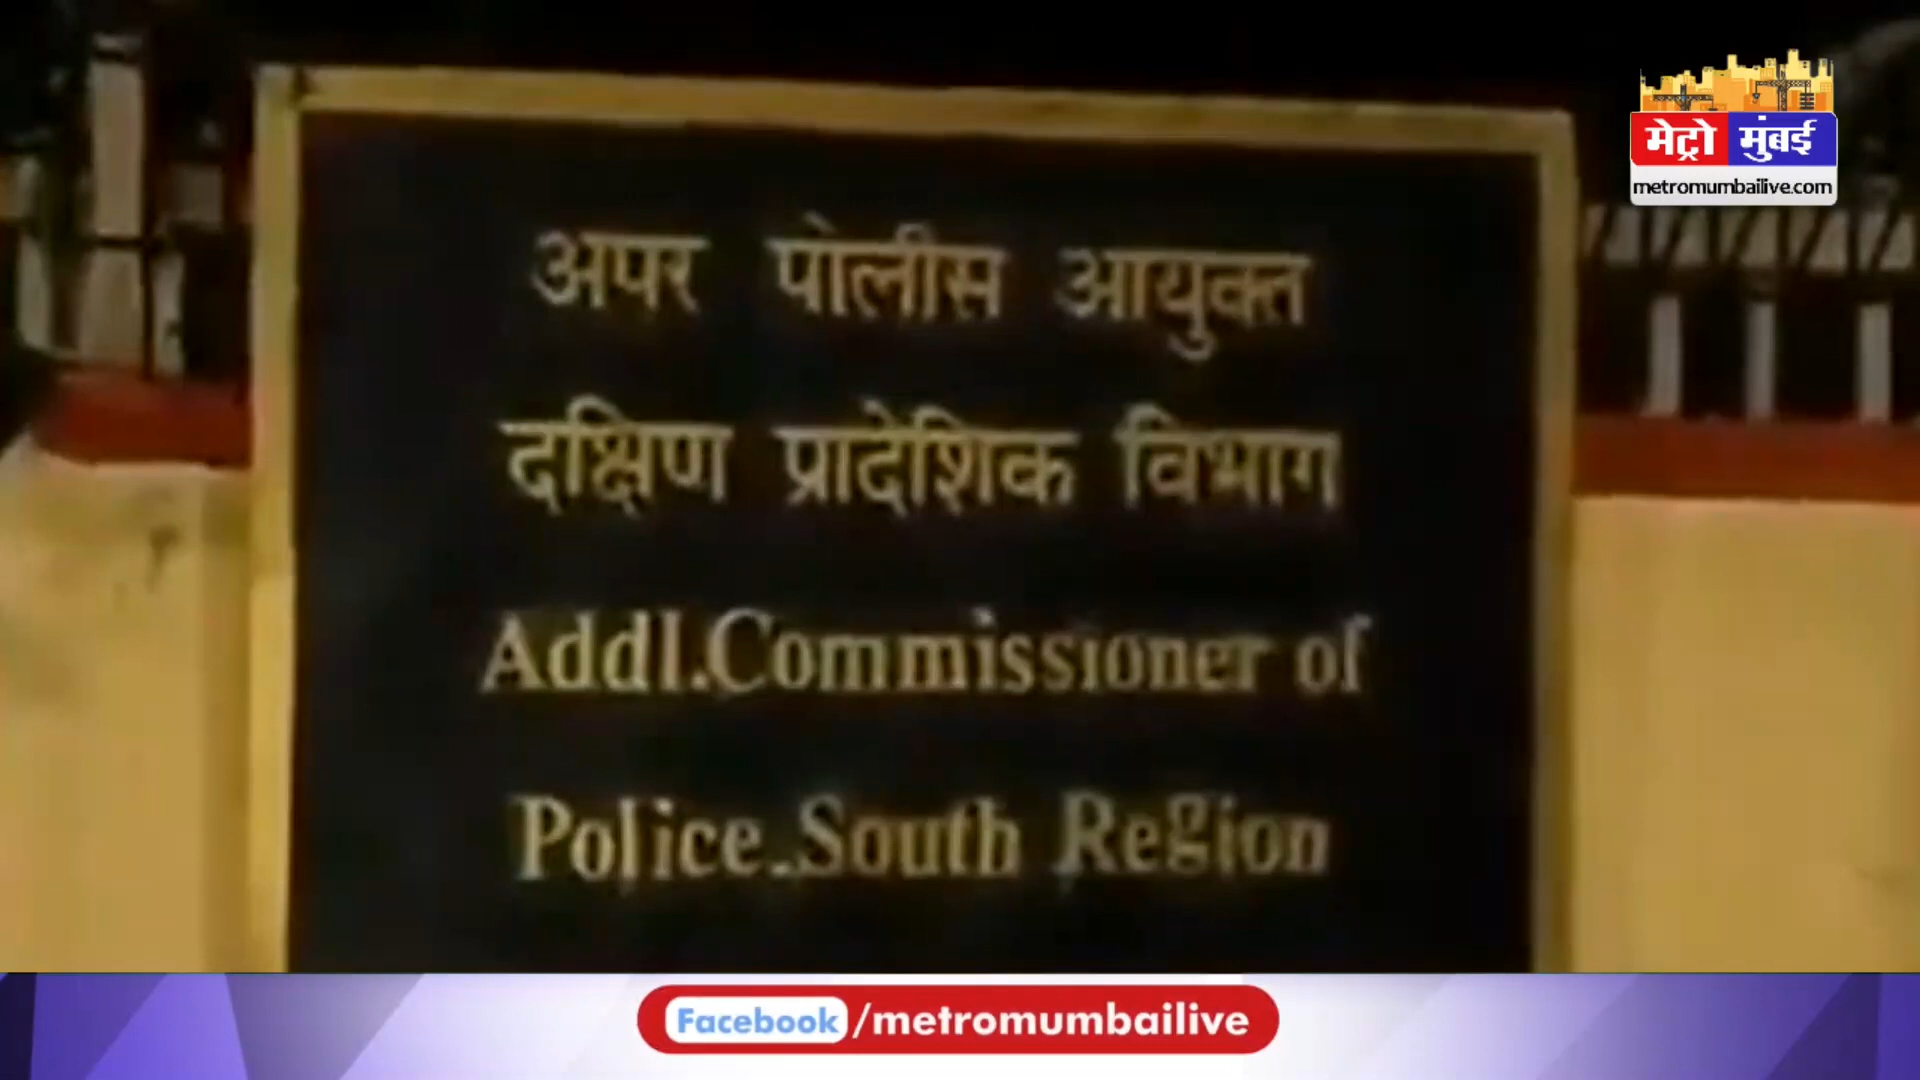 मेट्रो मुंबई
metromumbailive.com
अपर पोलीस आयुक्त
दक्षिण प्रादेशिक विभाग
Addl.Commissioner of
Police.South Region
Facebook/metromumbailive